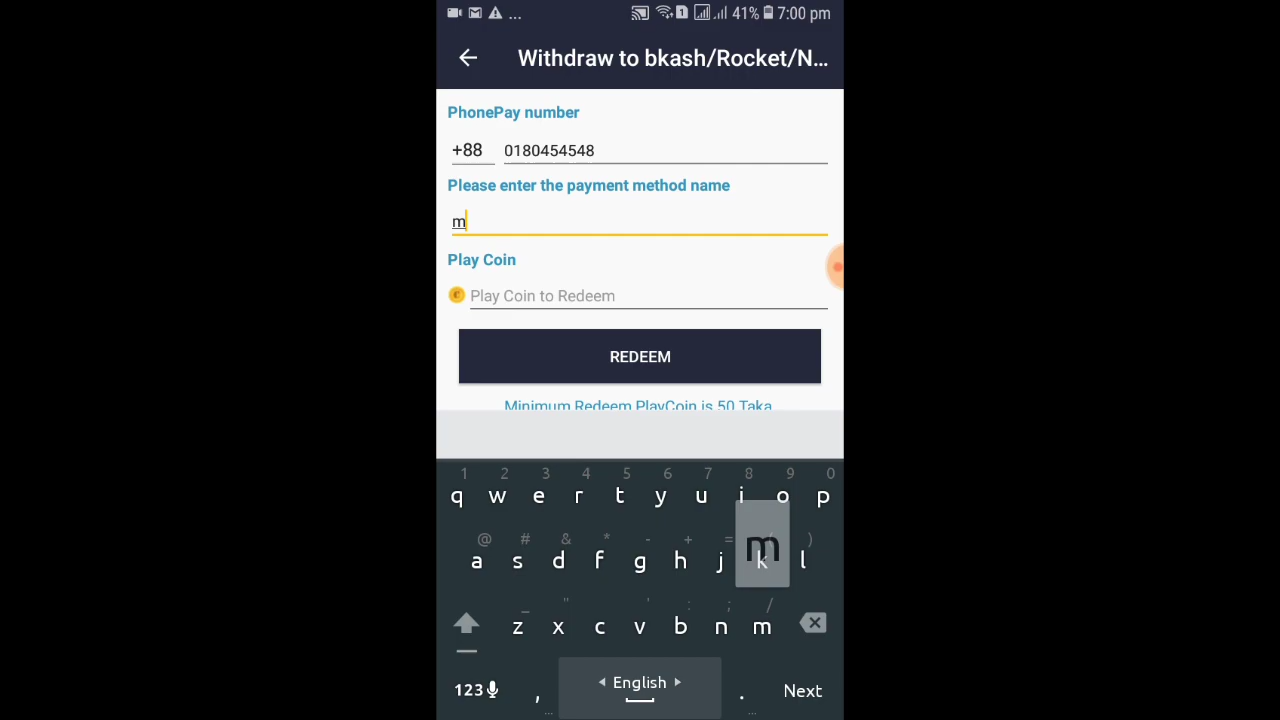 ... 1 41% 7:00 pm
Withdraw to bkash/Rocket/N...
PhonePay number
+88 0180454548
Please enter the payment method name
m
Play Coin
Play Coin to Redeem
REDEEM
Minimum Redeem PlayCoin is 50 Taka
1 2 3 4 5 6 7 8 9 0
q w e r t y u i o p
@ # & * - + = )
m
a s d f g h j k l
_ " ' : ; /
z x c v b n m
123 , English . Next